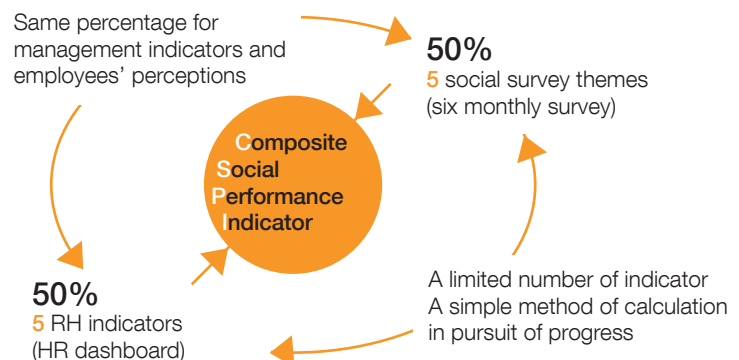 Same percentage for
management indicators and
employees’ perceptions
50%
5 social survey themes
(six monthly survey)
Composite
Social
Performance
Indicator
50%
5 RH indicators
(HR dashboard)
A limited number of indicator
A simple method of calculation
in pursuit of progress